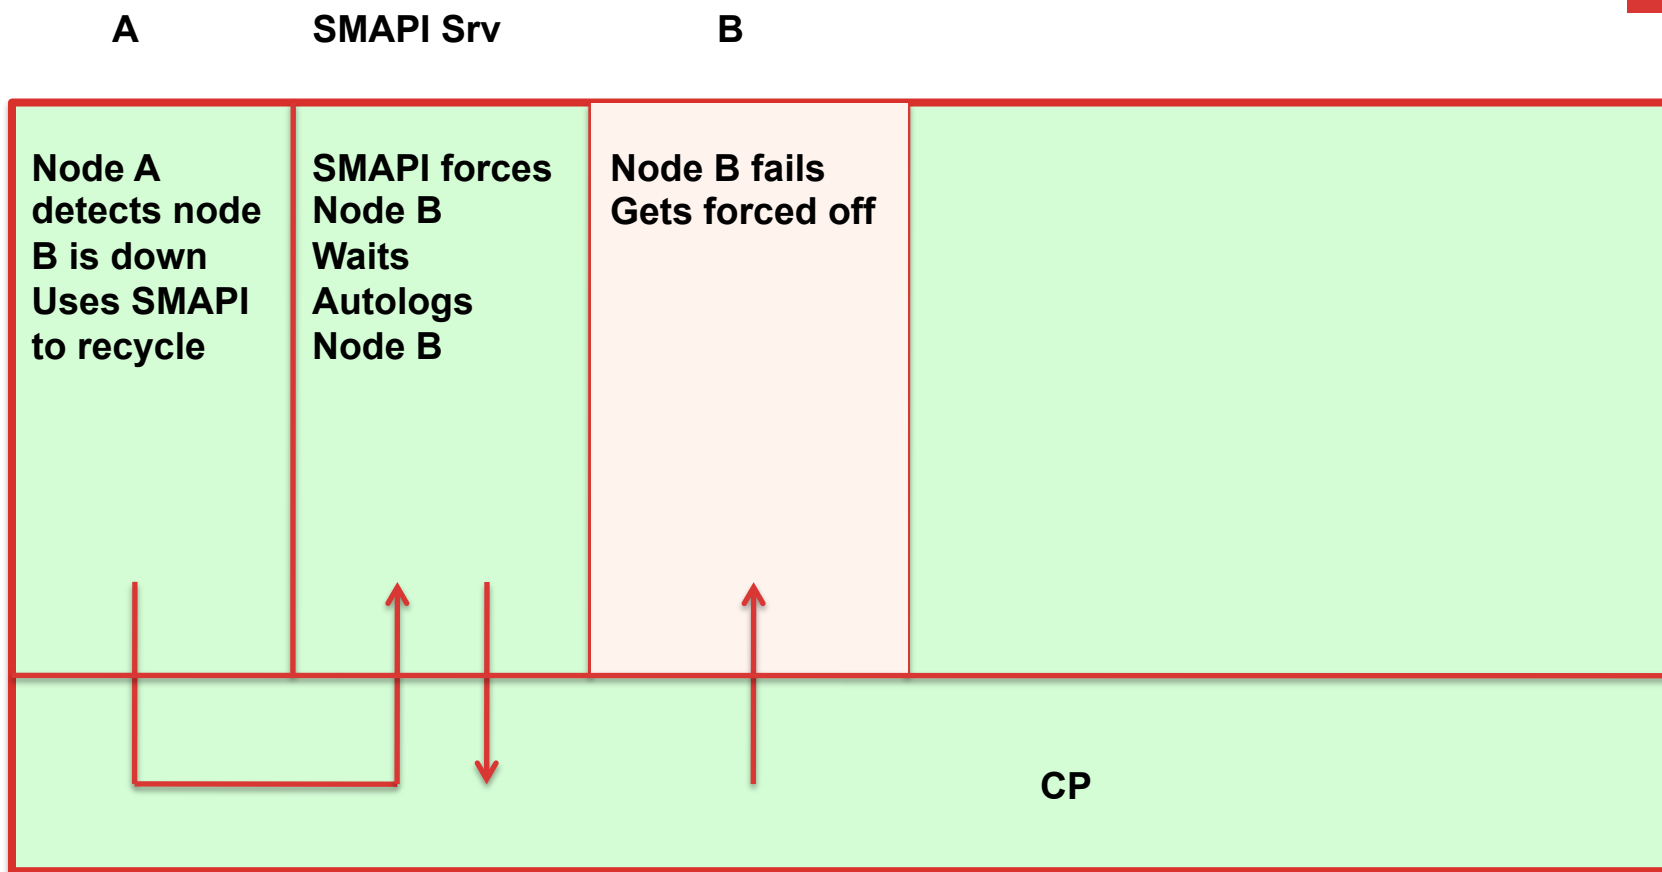 A
SMAPI Srv
B
Node A
detects node
B is down
Uses SMAPI
to recycle
SMAPI forces
Node B
Waits
Autologs
Node B
Node B fails
Gets forced off
CP